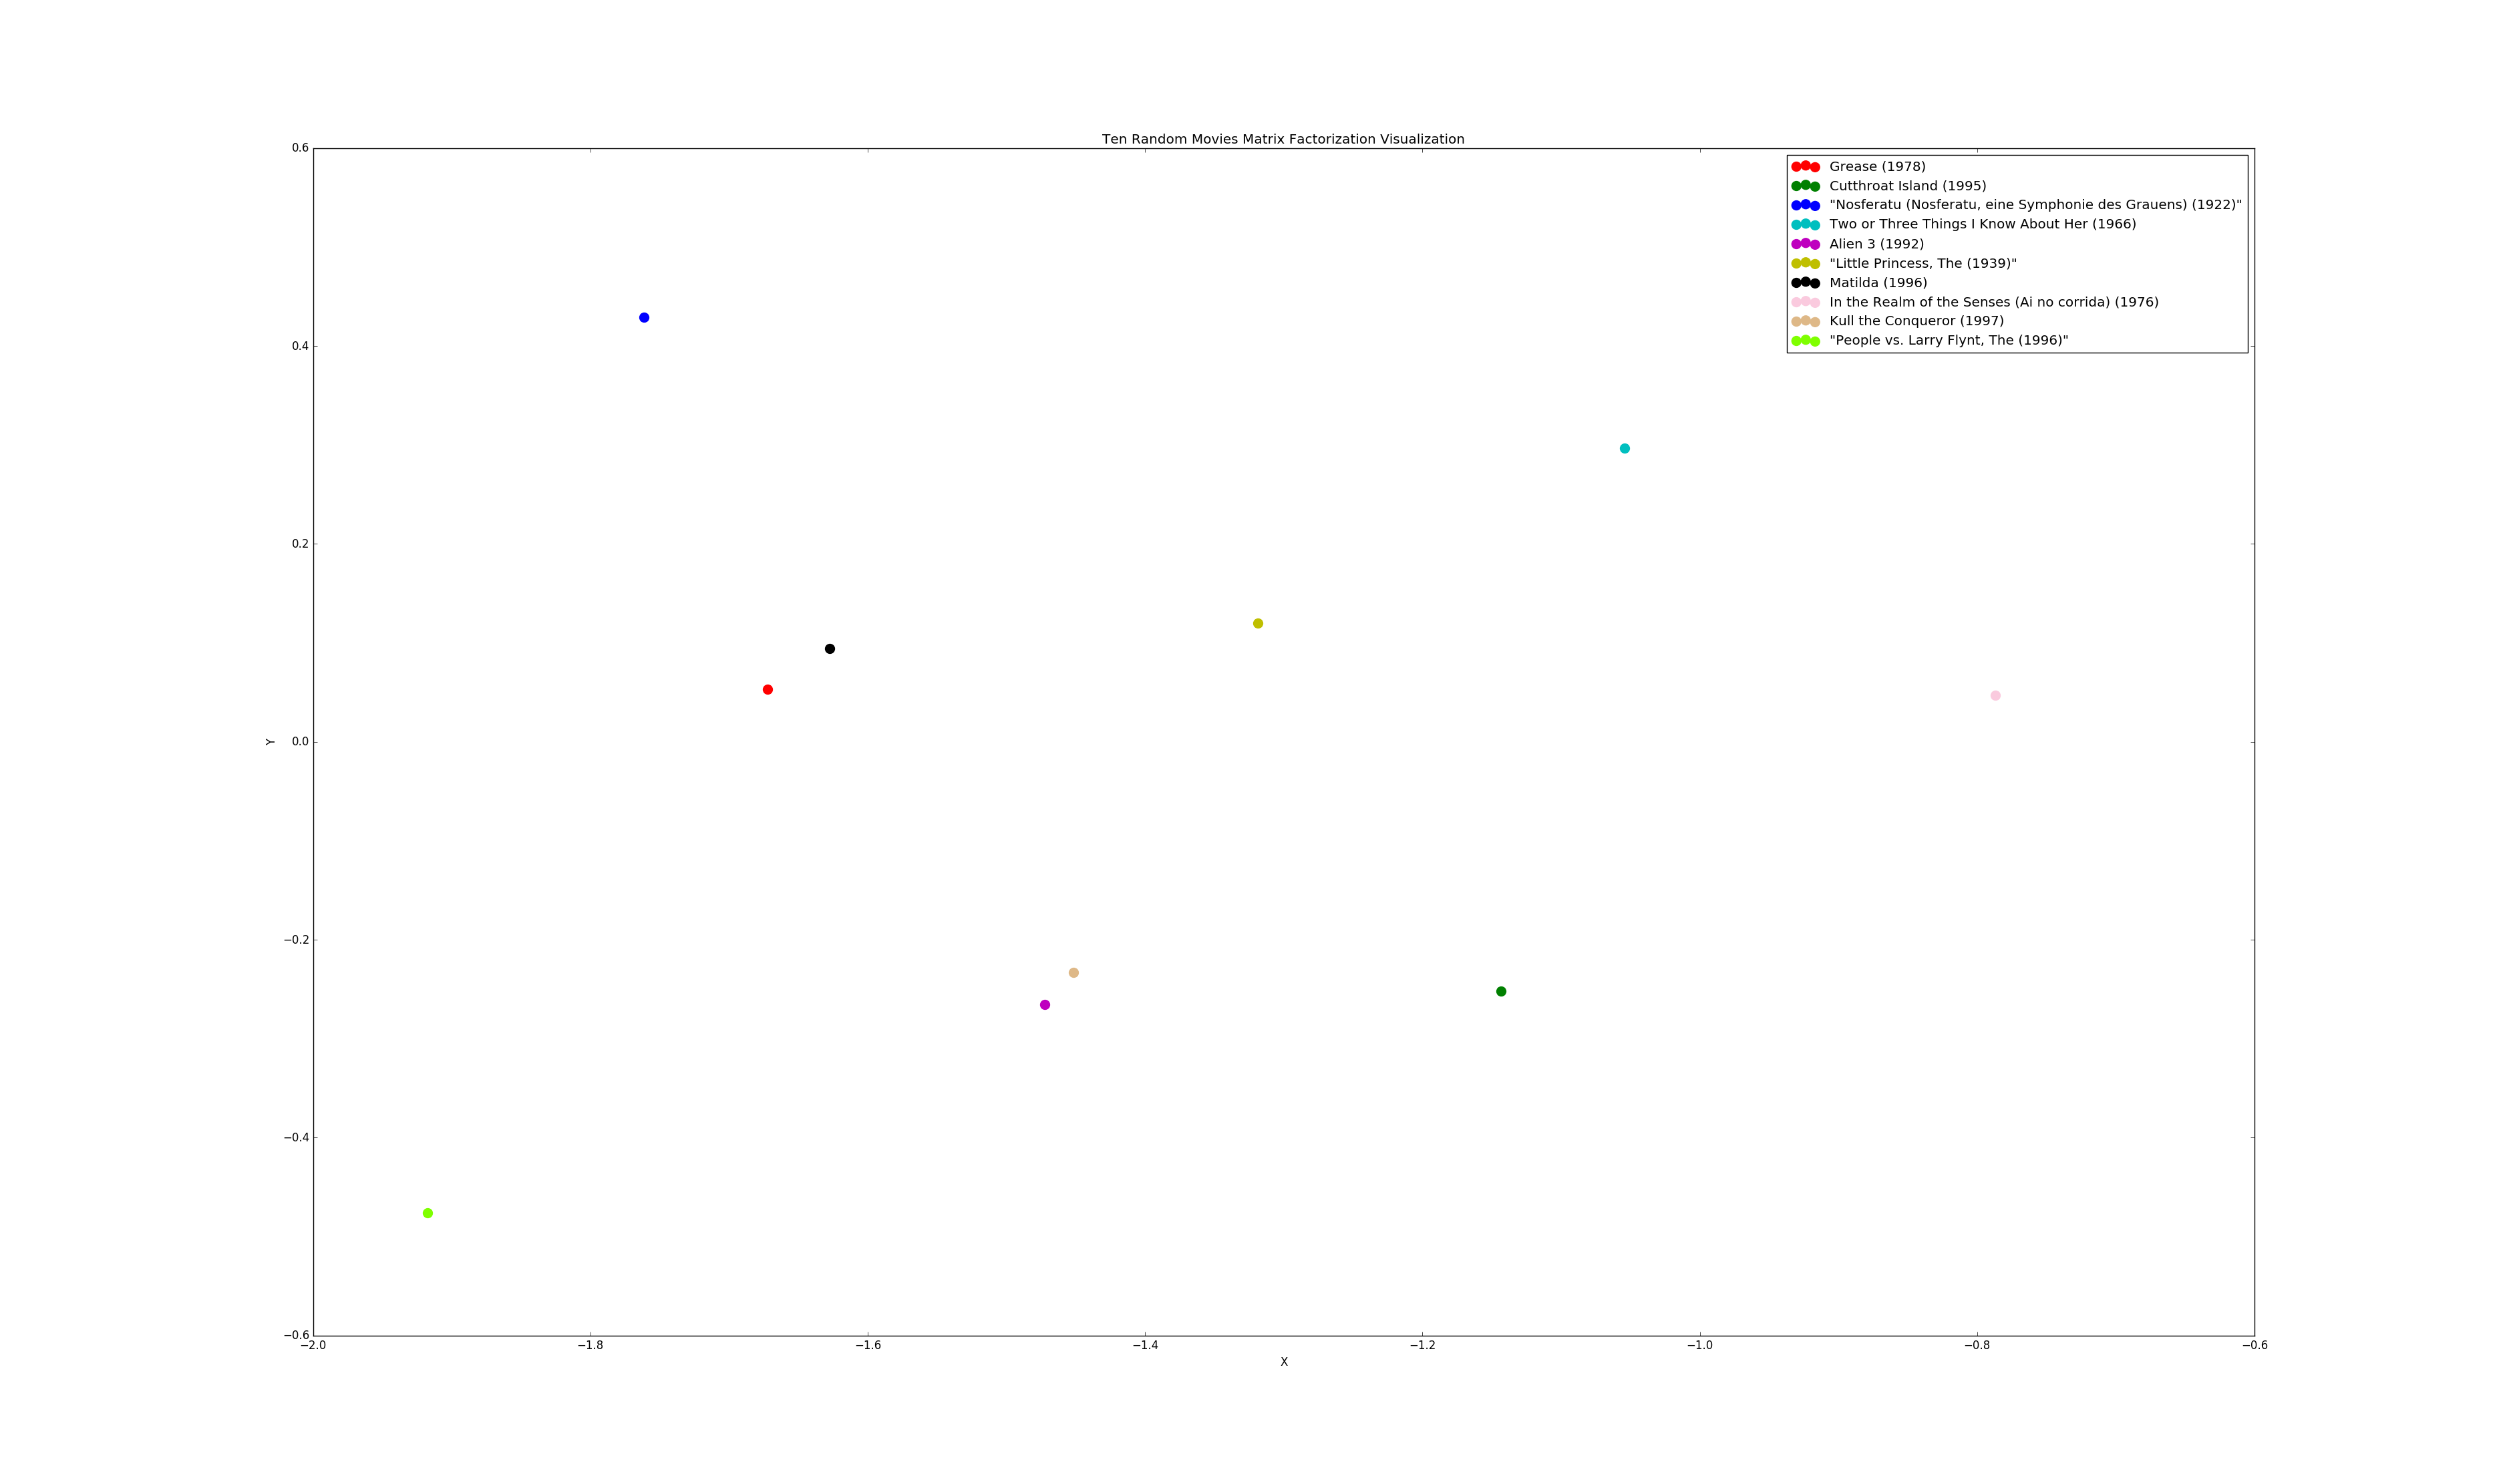 Ten Random Movies Matrix Factorization Visualization
0.6
Grease (1978)
Cutthroat Island (1995)
"Nosferatu (Nosferatu, eine Symphonie des Grauens) (1922)"
Two or Three Things I Know About Her (1966)
Alien 3 (1992)
"Little Princess, The (1939)"
Matilda (1996)
In the Realm of the Senses (Ai no corrida) (1976)
Kull the Conqueror (1997)
"People vs. Larry Flynt, The (1996)"
0.4
0.2
Y
0.0
−0.2
−0.4
−0.6
−2.0 −1.8 −1.6 −1.4 −1.2 −1.0 −0.8 −0.6
X